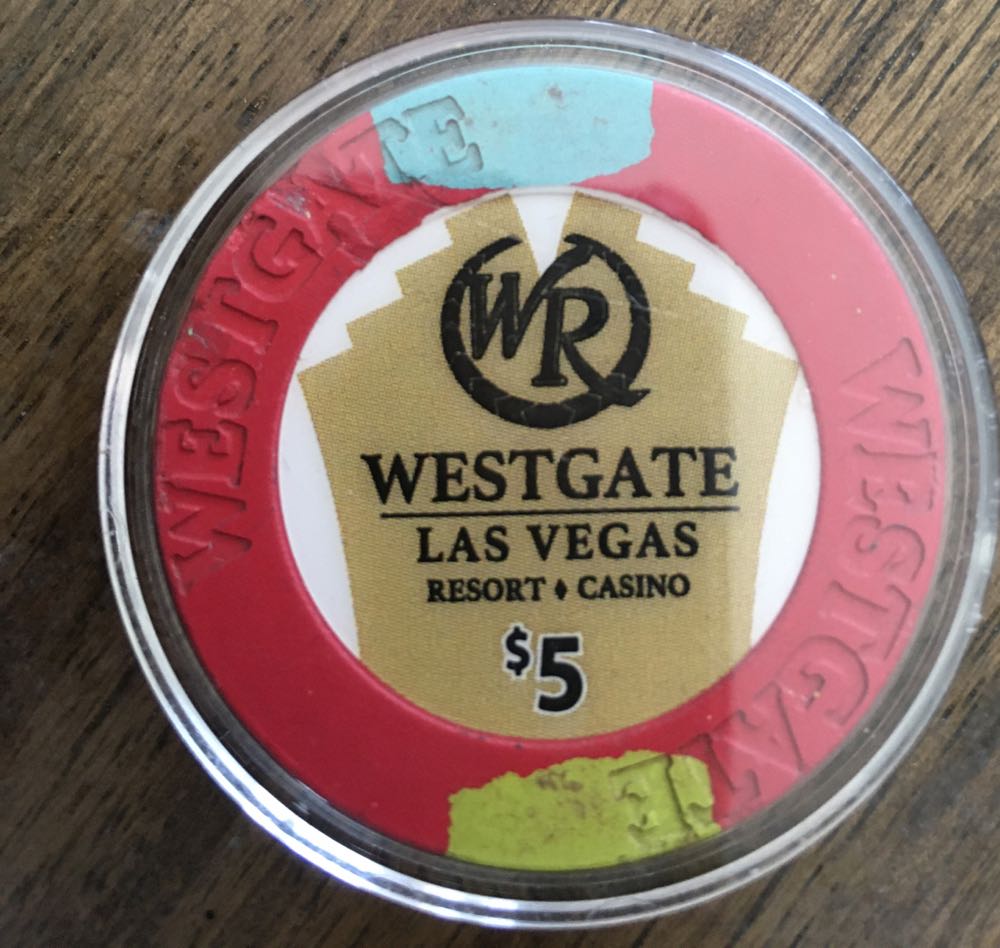 WESTGATE
WR
WESTGATE
LAS VEGAS
RESORT ♦ CASINO
$5
WESTGATE